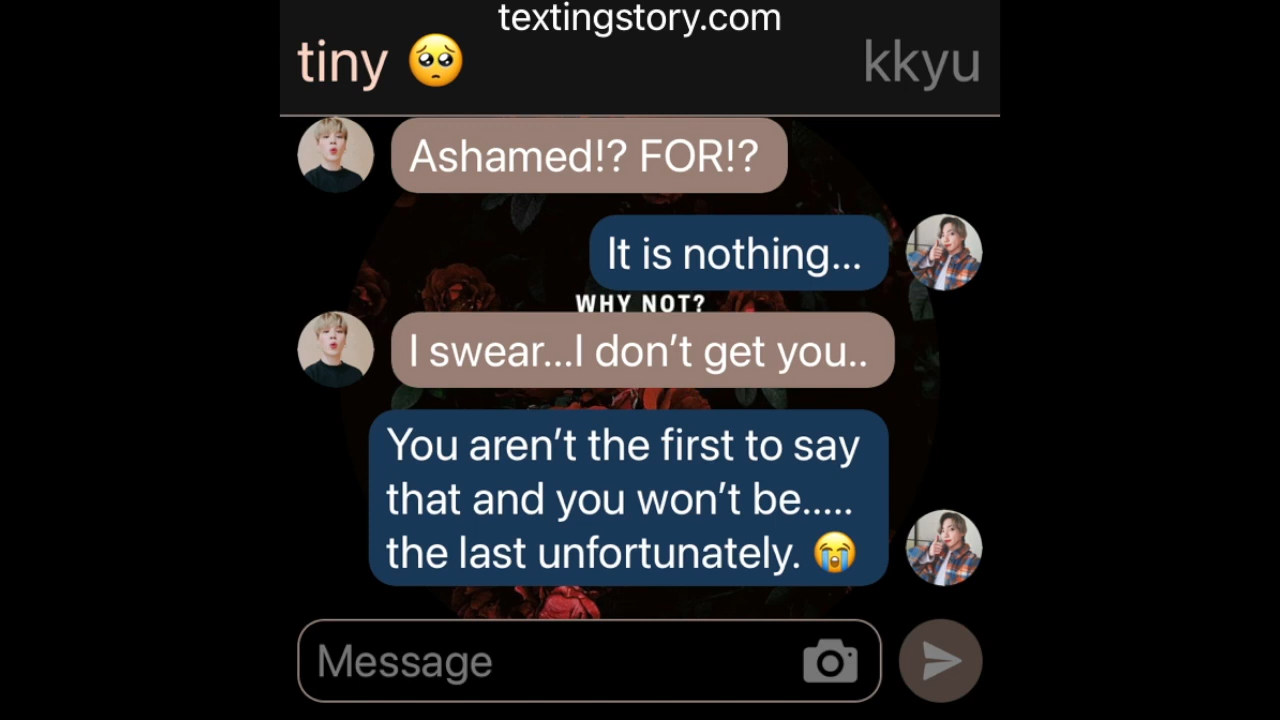 textingstory.com
tiny 🥺
kkyu
Ashamed!? FOR!?
It is nothing...
WHY NOT?
I swear...I don't get you..
You aren't the first to say
that and you won't be.....
the last unfortunately. 😭
Message